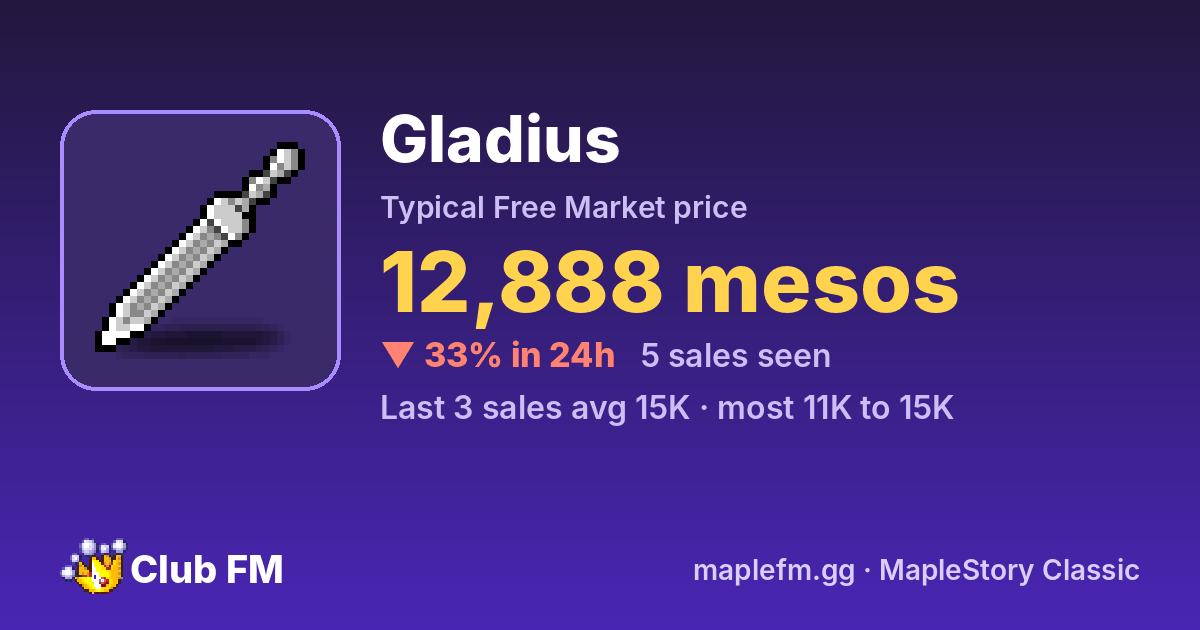 Gladius
Typical Free Market price
12,888 mesos
▼ 33% in 24h 5 sales seen
Last 3 sales avg 15K · most 11K to 15K
Club FM
maplefm.gg · MapleStory Classic